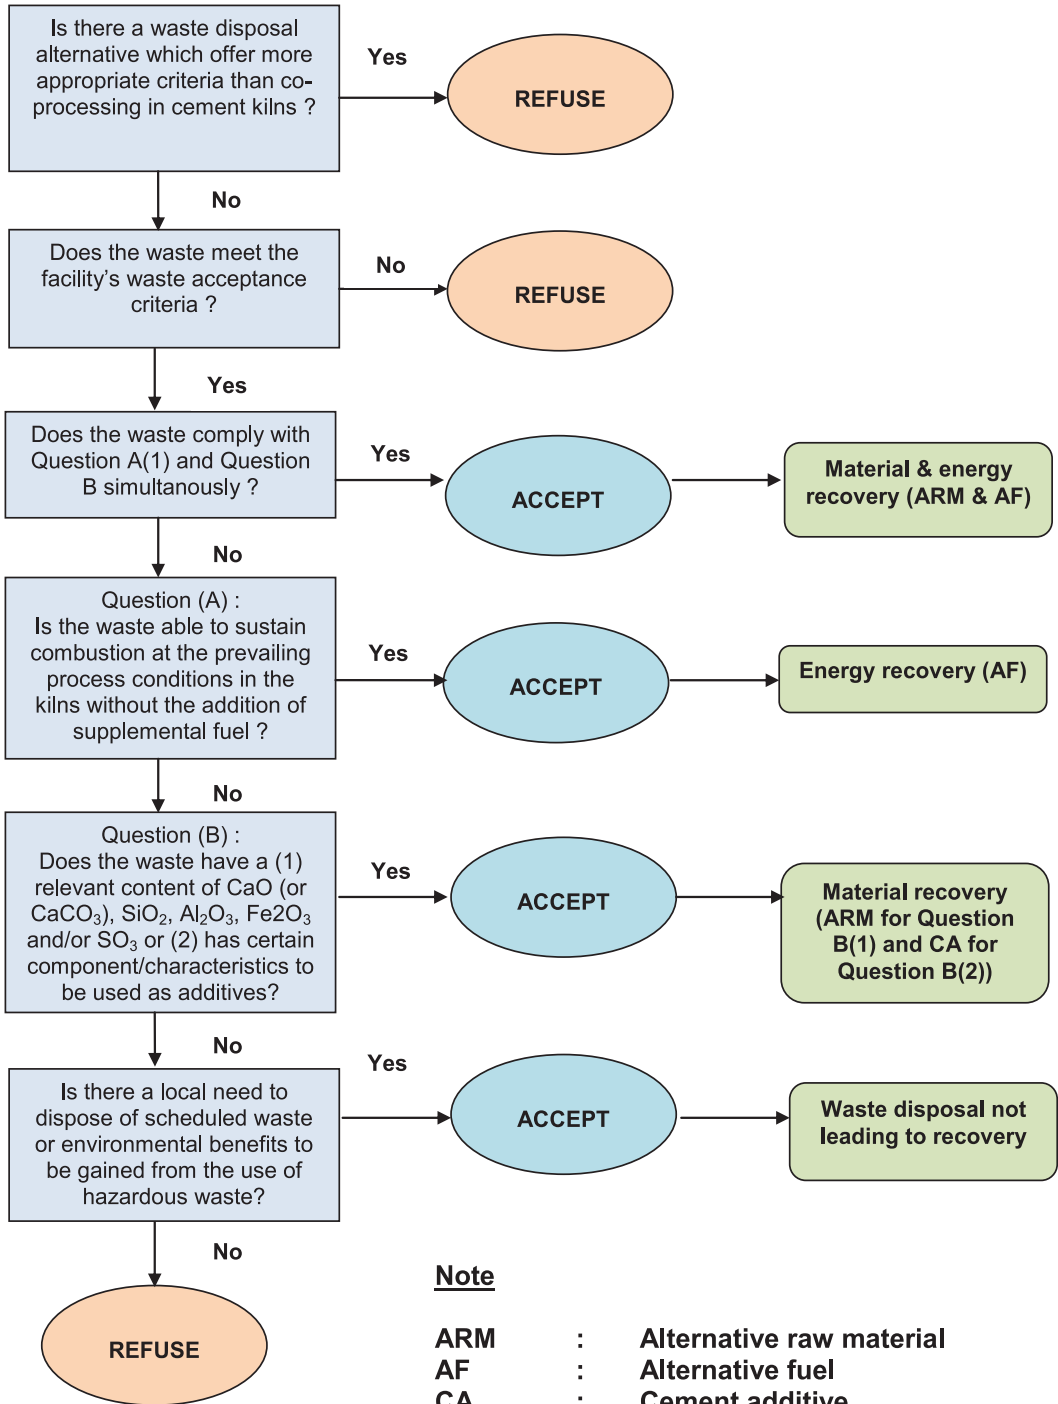 Is there a waste disposal
alternative which offer more
appropriate criteria than co-
processing in cement kilns ?
Yes
REFUSE
No
Does the waste meet the
facility’s waste acceptance
criteria ?
No
REFUSE
Yes
Does the waste comply with
Question A(1) and Question
B simultanously ?
Yes
ACCEPT
Material & energy
recovery (ARM & AF)
No
Question (A) :
Is the waste able to sustain
combustion at the prevailing
process conditions in the
kilns without the addition of
supplemental fuel ?
Yes
ACCEPT
Energy recovery (AF)
No
Question (B) :
Does the waste have a (1)
relevant content of CaO (or
CaCO₃), SiO₂, Al₂O₃, Fe2O₃
and/or SO₃ or (2) has certain
component/characteristics to
be used as additives?
Yes
ACCEPT
Material recovery
(ARM for Question
B(1) and CA for
Question B(2))
No
Is there a local need to
dispose of scheduled waste
or environmental benefits to
be gained from the use of
hazardous waste?
Yes
ACCEPT
Waste disposal not
leading to recovery
No
REFUSE
Note
ARM : Alternative raw material
AF : Alternative fuel
CA : Cement additive